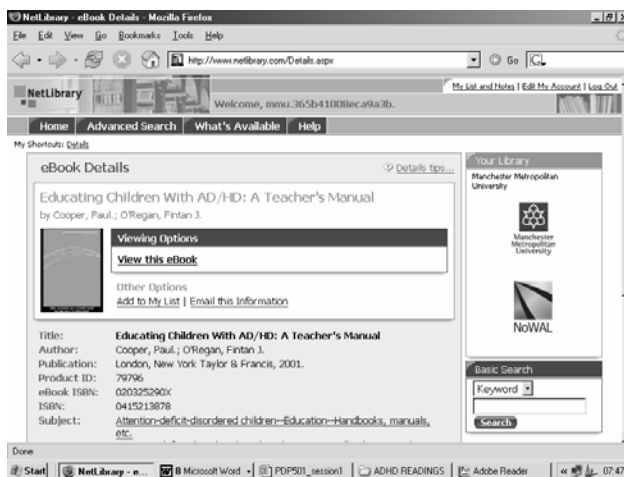 NetLibrary - eBook Details - Mozilla Firefox
File Edit View Go Bookmarks Tools Help
http://www.netlibrary.com/Details.aspx Go
My List and Notes | Edit My Account | Log Out
NetLibrary
Welcome, mmu.365b41008eca9a3b.
Home Advanced Search What's Available Help
My Shortcuts: Details
eBook Details Details tips...
Educating Children With AD/HD: A Teacher's Manual
by Cooper, Paul.; O'Regan, Fintan J.
Viewing Options
View this eBook
Other Options
Add to My List | Email this Information
Title: Educating Children With AD/HD: A Teacher's Manual
Author: Cooper, Paul.; O'Regan, Fintan J.
Publication: London, New York Taylor & Francis, 2001.
Product ID: 79796
eBook ISBN: 020325290X
ISBN: 0415213878
Subject: Attention-deficit-disordered children--Education--Handbooks, manuals,
etc.
Your Library
Manchester Metropolitan
University
Manchester
Metropolitan
University
NoWAL
Basic Search
Keyword
Search
Done
Start NetLibrary - e... 8 Microsoft Word PDP501_session1 ADHD READINGS Adobe Reader 07:47